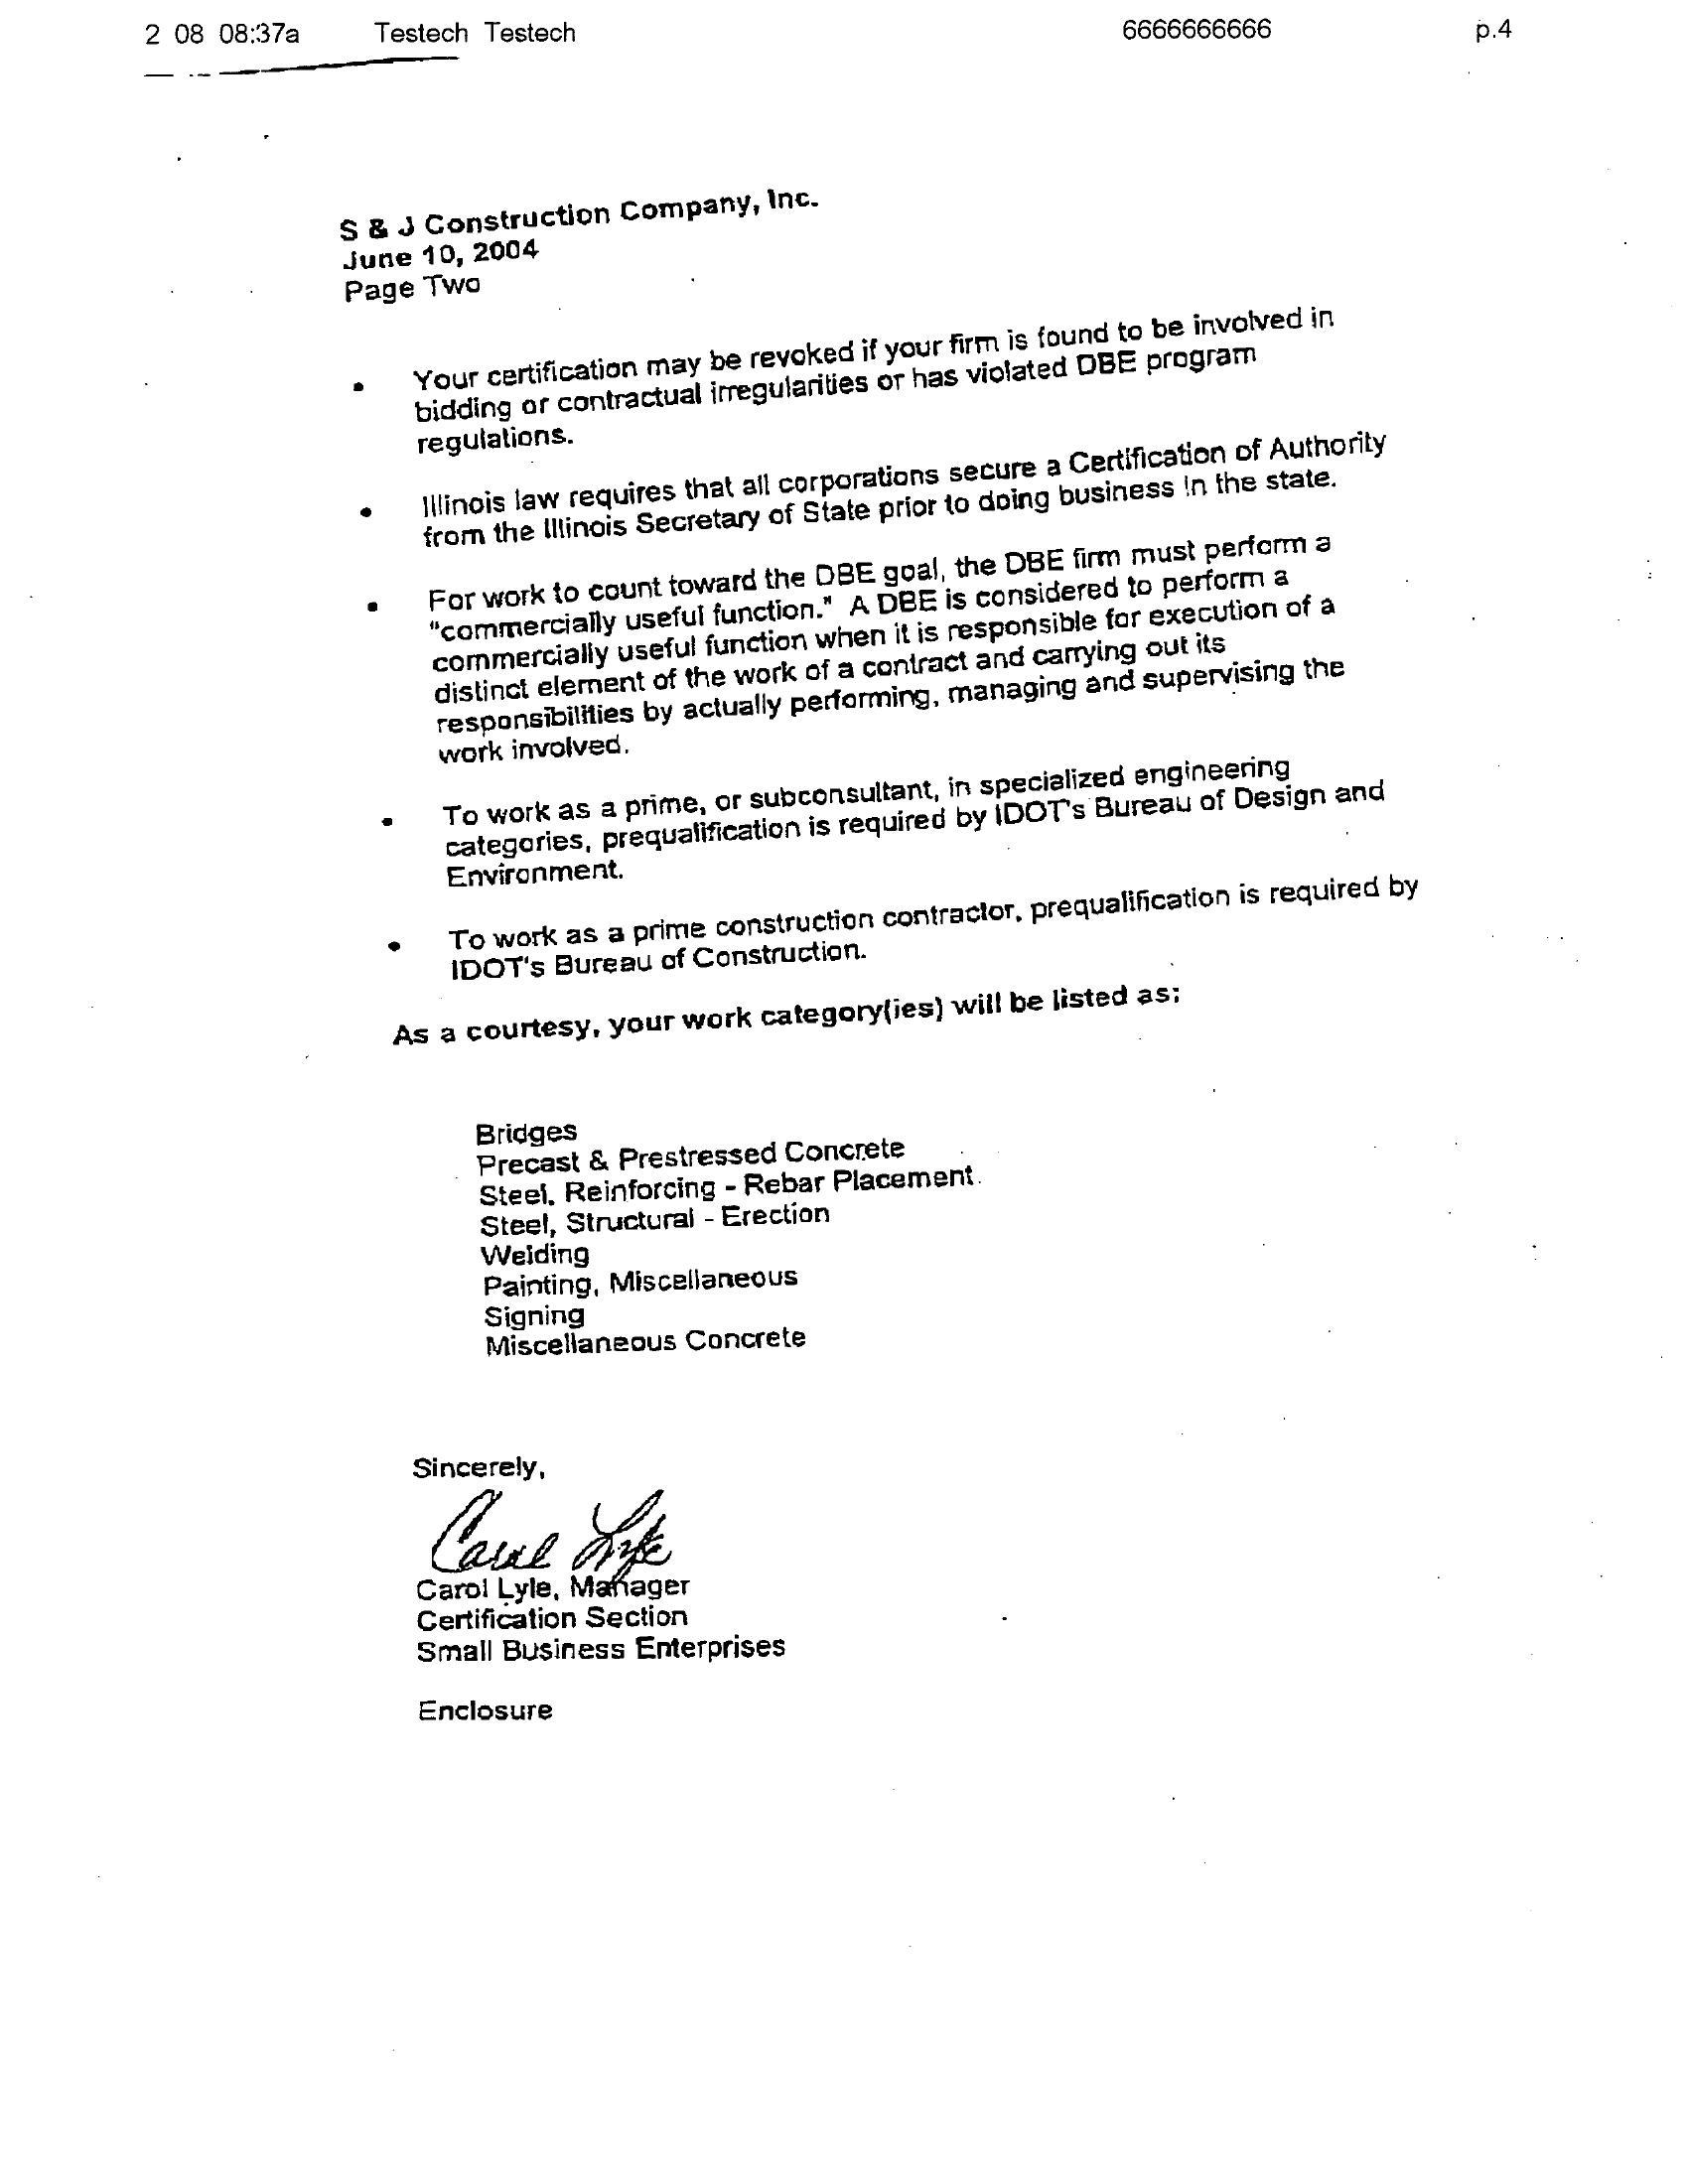 2 08 08:37a Testech Testech 6666666666 p.4
S & J Construction Company, Inc.
June 10, 2004
Page Two
• Your certification may be revoked if your firm is found to be involved in
bidding or contractual irregularities or has violated DBE program
regulations.
• Illinois law requires that all corporations secure a Certification of Authority
from the Illinois Secretary of State prior to doing business in the state.
• For work to count toward the DBE goal, the DBE firm must perform a
"commercially useful function." A DBE is considered to perform a
commercially useful function when it is responsible for execution of a
distinct element of the work of a contract and carrying out its
responsibilities by actually performing, managing and supervising the
work involved.
• To work as a prime, or subconsultant, in specialized engineering
categories, prequalification is required by IDOT's Bureau of Design and
Environment.
• To work as a prime construction contractor, prequalification is required by
IDOT's Bureau of Construction.
As a courtesy, your work category(ies) will be listed as:
Bridges
Precast & Prestressed Concrete
Steel, Reinforcing - Rebar Placement
Steel, Structural - Erection
Welding
Painting, Miscellaneous
Signing
Miscellaneous Concrete
Sincerely,
Carol Lyle
Carol Lyle, Manager
Certification Section
Small Business Enterprises
Enclosure